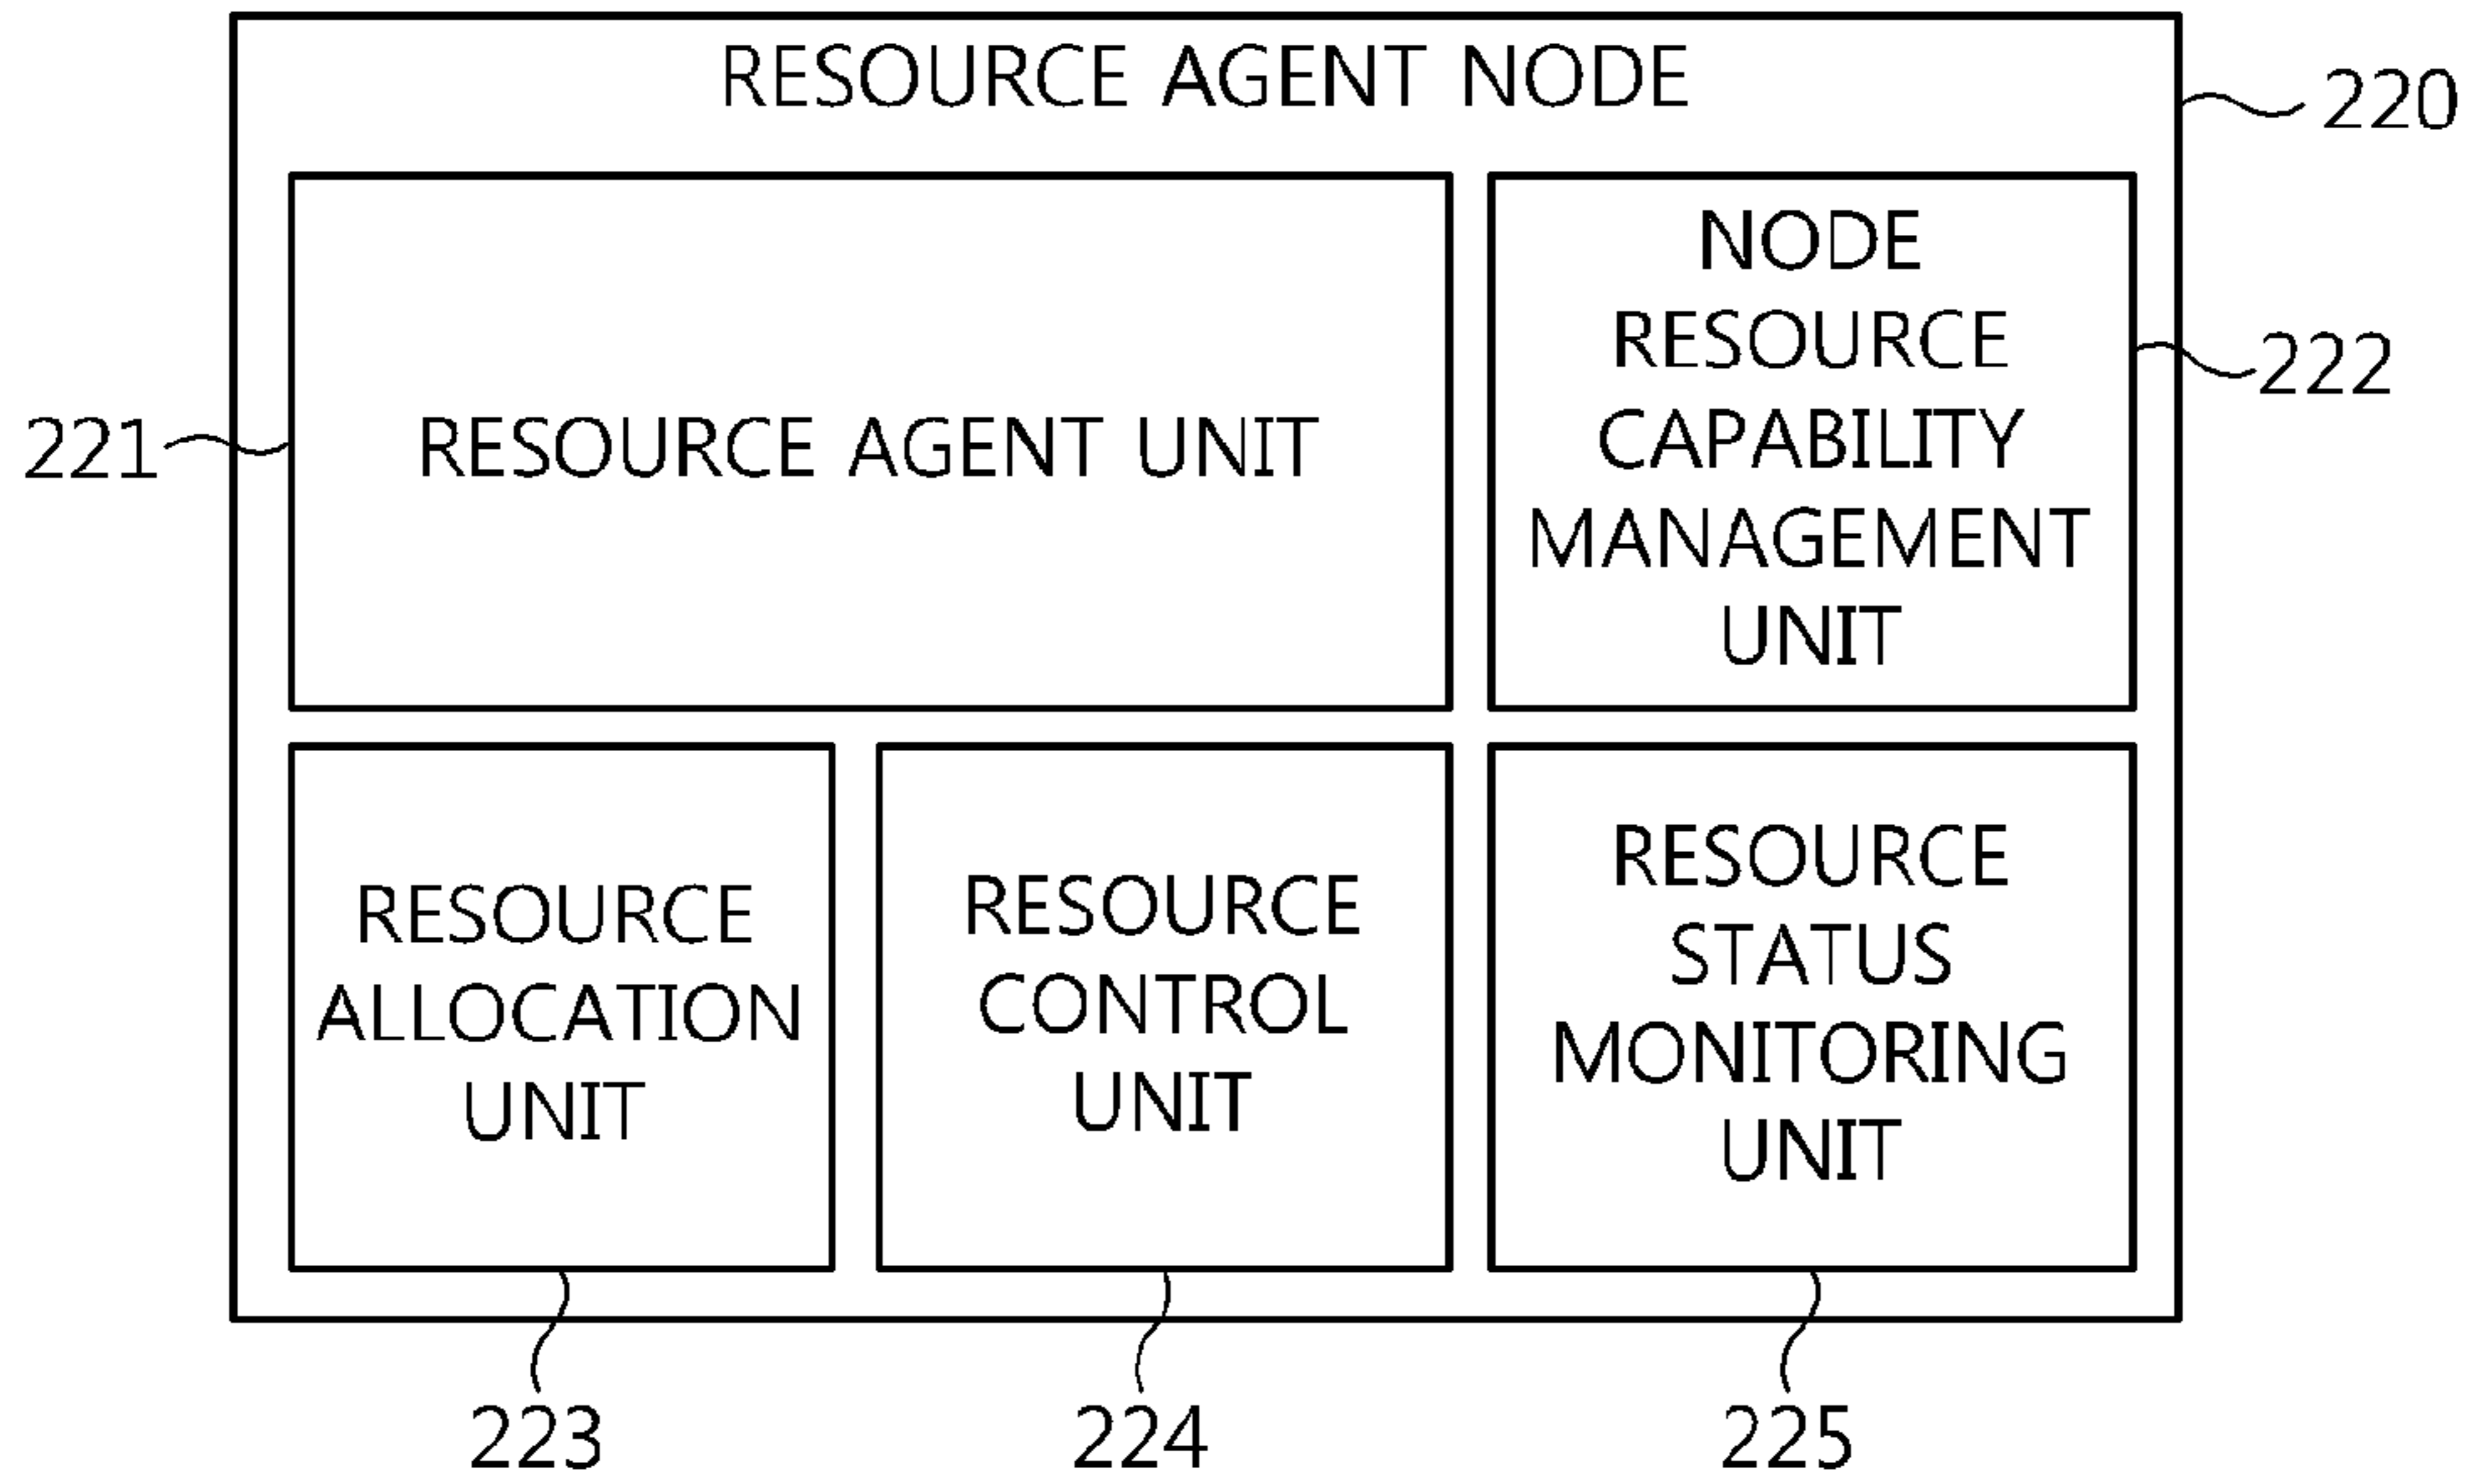 RESOURCE AGENT NODE
220
221
RESOURCE AGENT UNIT
NODE
RESOURCE
CAPABILITY
MANAGEMENT
UNIT
222
RESOURCE
ALLOCATION
UNIT
RESOURCE
CONTROL
UNIT
RESOURCE
STATUS
MONITORING
UNIT
223
224
225